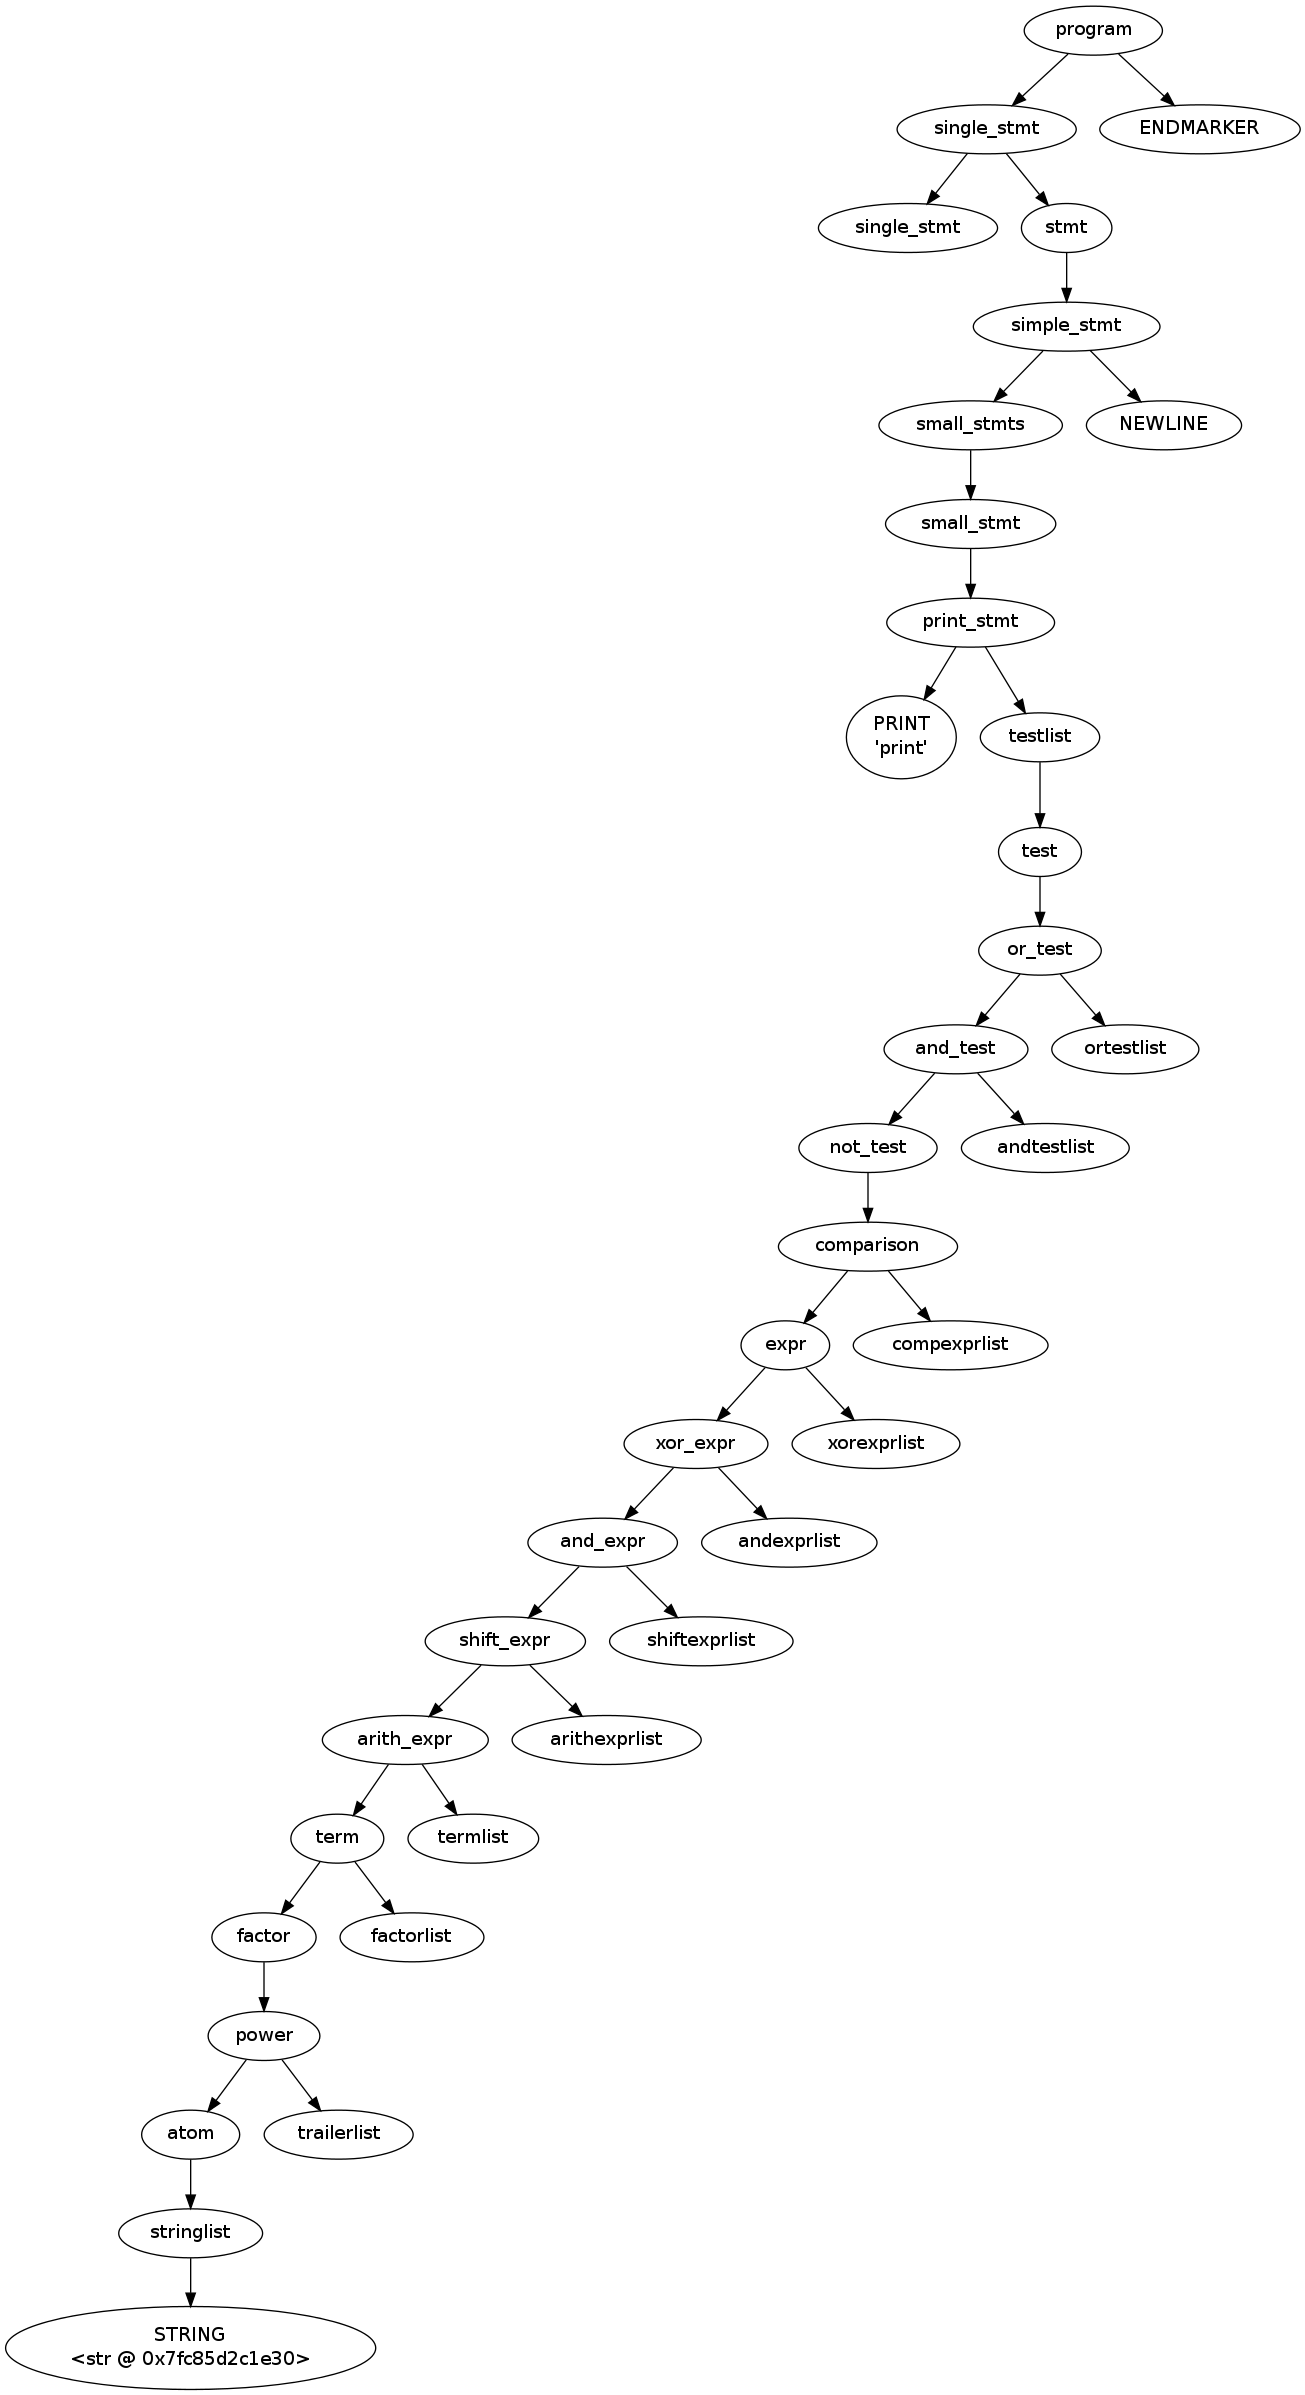 program
single_stmt
ENDMARKER
single_stmt
stmt
simple_stmt
small_stmts
NEWLINE
small_stmt
print_stmt
PRINT
'print'
testlist
test
or_test
and_test
ortestlist
not_test
andtestlist
comparison
expr
compexprlist
xor_expr
xorexprlist
and_expr
andexprlist
shift_expr
shiftexprlist
arith_expr
arithexprlist
term
termlist
factor
factorlist
power
atom
trailerlist
stringlist
STRING
<str @ 0x7fc85d2c1e30>